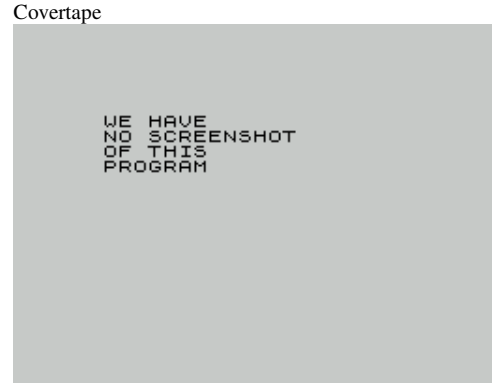 Covertape
WE HAVE
NO SCREENSHOT
OF THIS
PROGRAM